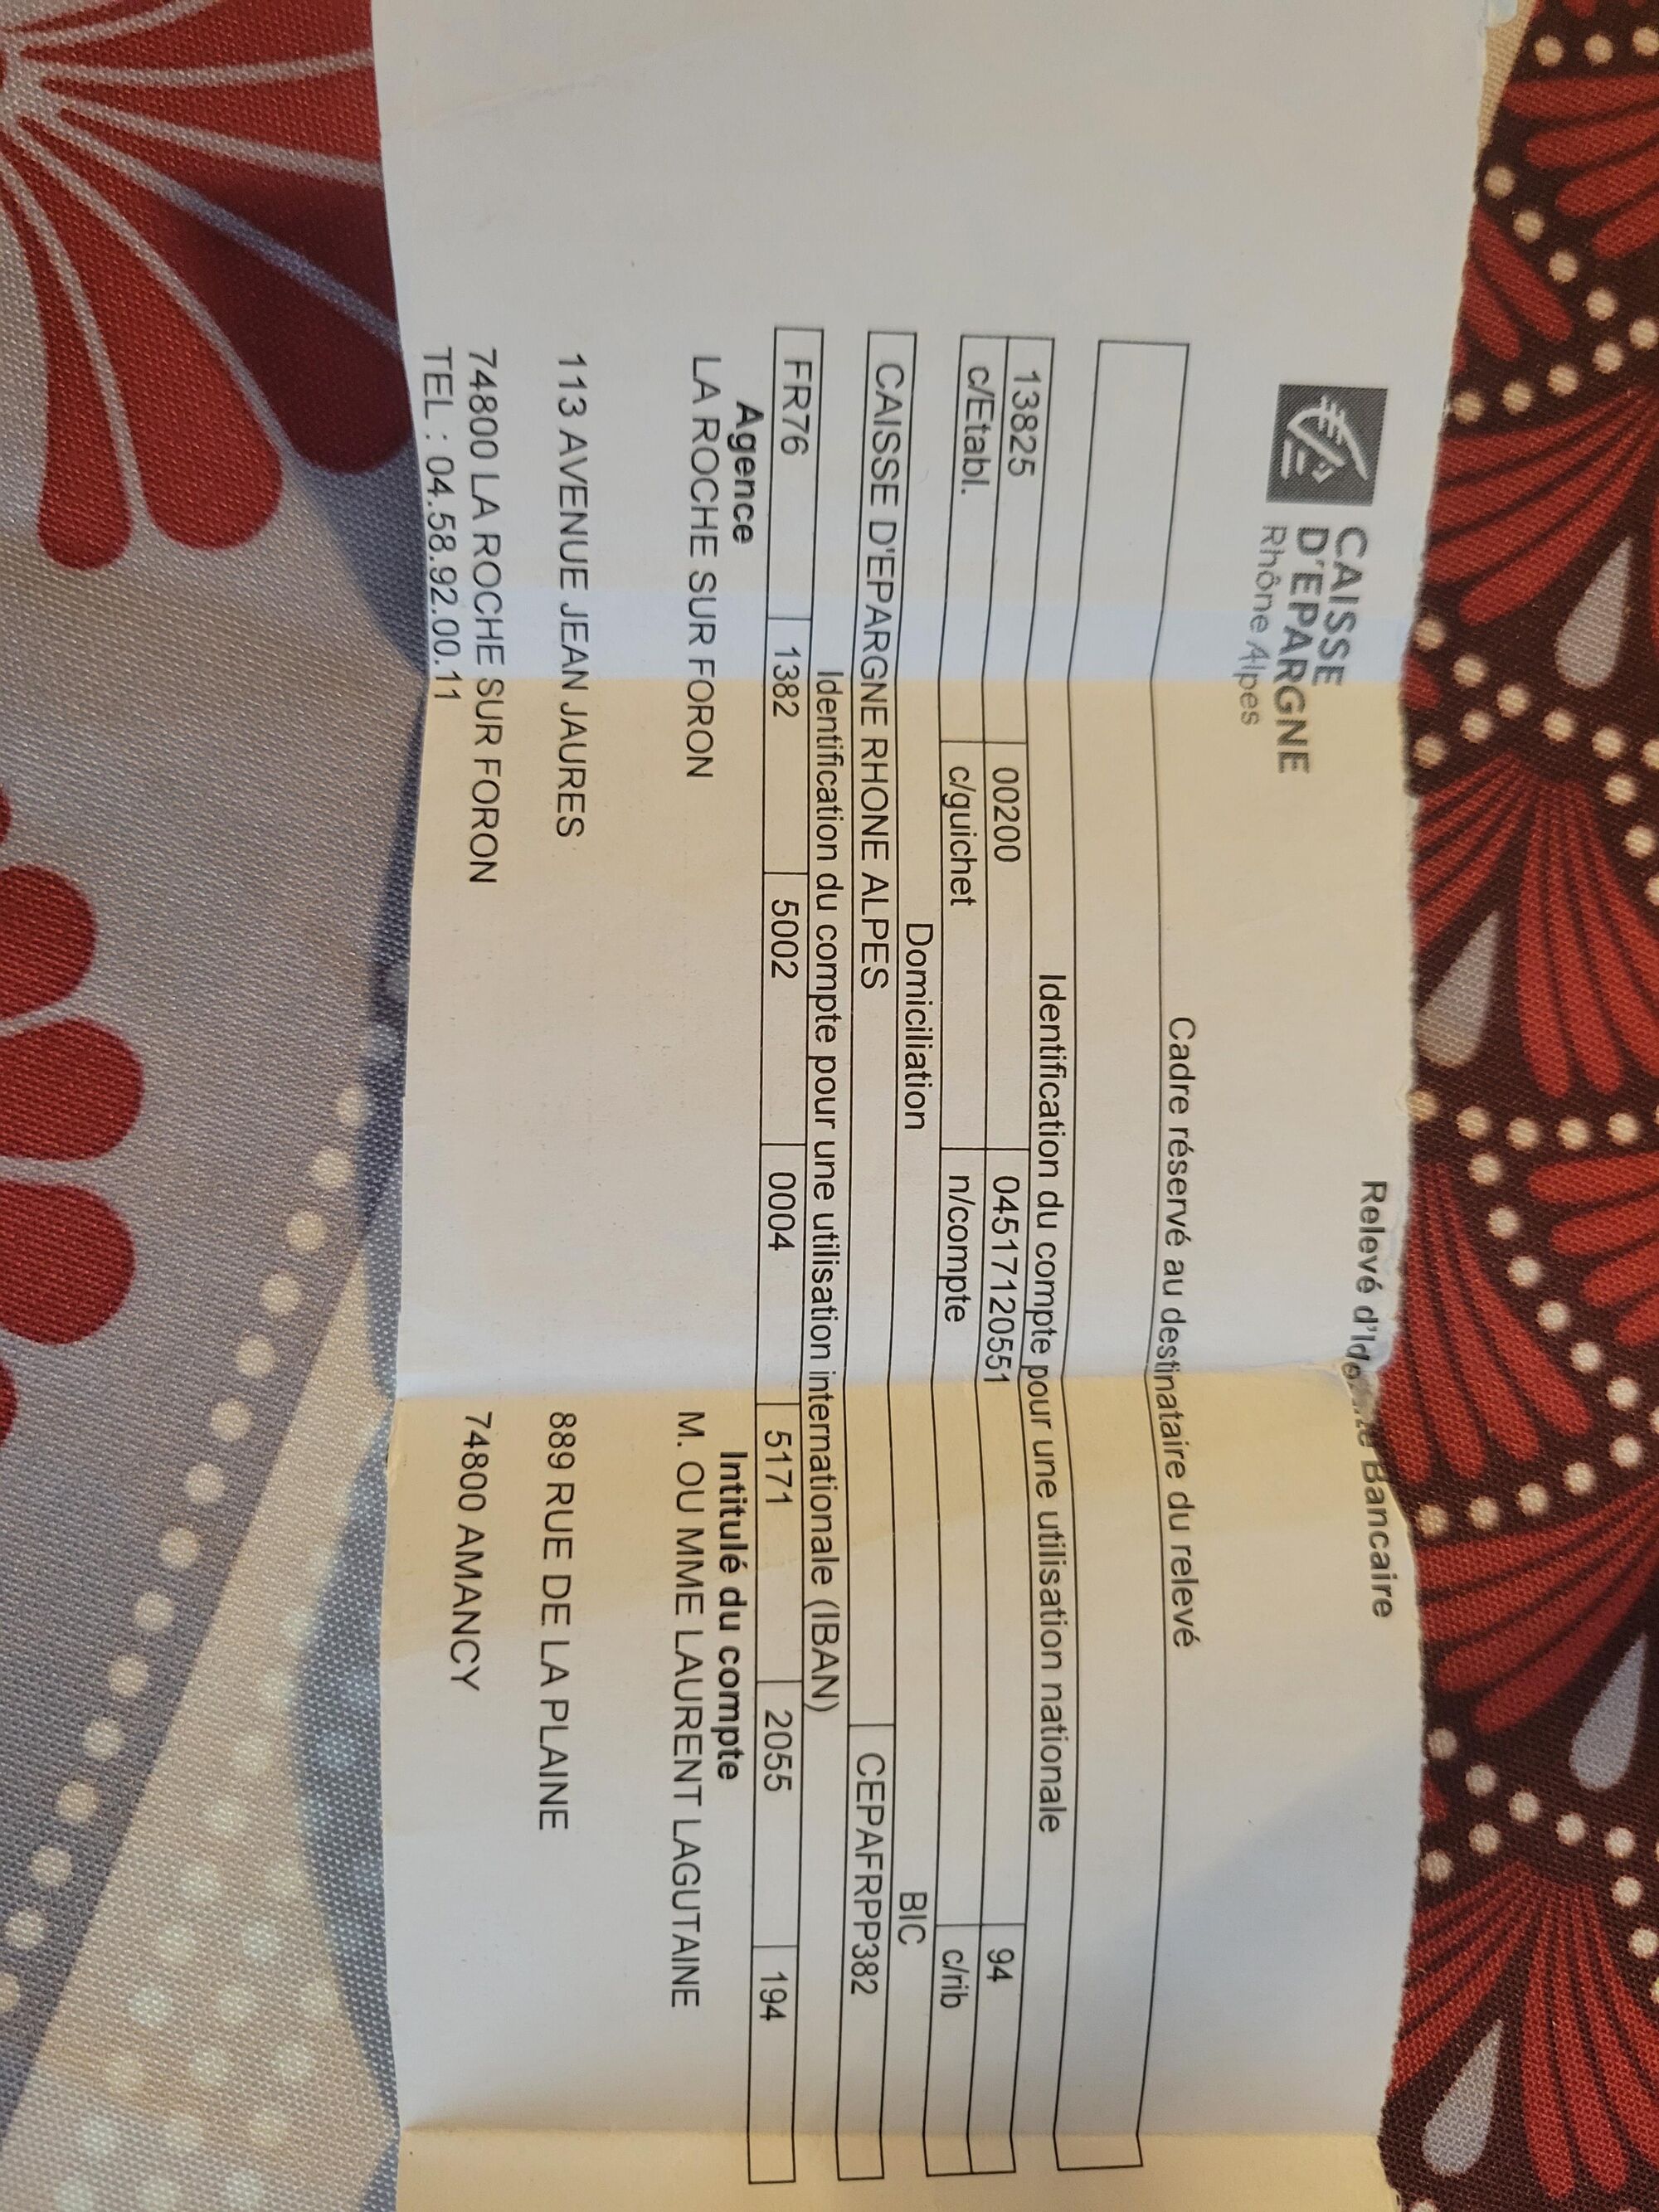 CAISSE
D'EPARGNE
Rhône Alpes
Relevé d'Ide Bancaire
Cadre réservé au destinataire du relevé
Identification du compte pour une utilisation nationale
13825 00200 04517120551 94
c/Etabl. c/guichet n/compte c/rib
Domiciliation BIC
CAISSE D'EPARGNE RHONE ALPES CEPAFRPP382
Identification du compte pour une utilisation internationale (IBAN)
FR76 1382 5002 0004 5171 2055 194
Agence Intitulé du compte
LA ROCHE SUR FORON M. OU MME LAURENT LAGUTAINE
113 AVENUE JEAN JAURES 889 RUE DE LA PLAINE
74800 LA ROCHE SUR FORON 74800 AMANCY
TEL : 04.58.92.00.11